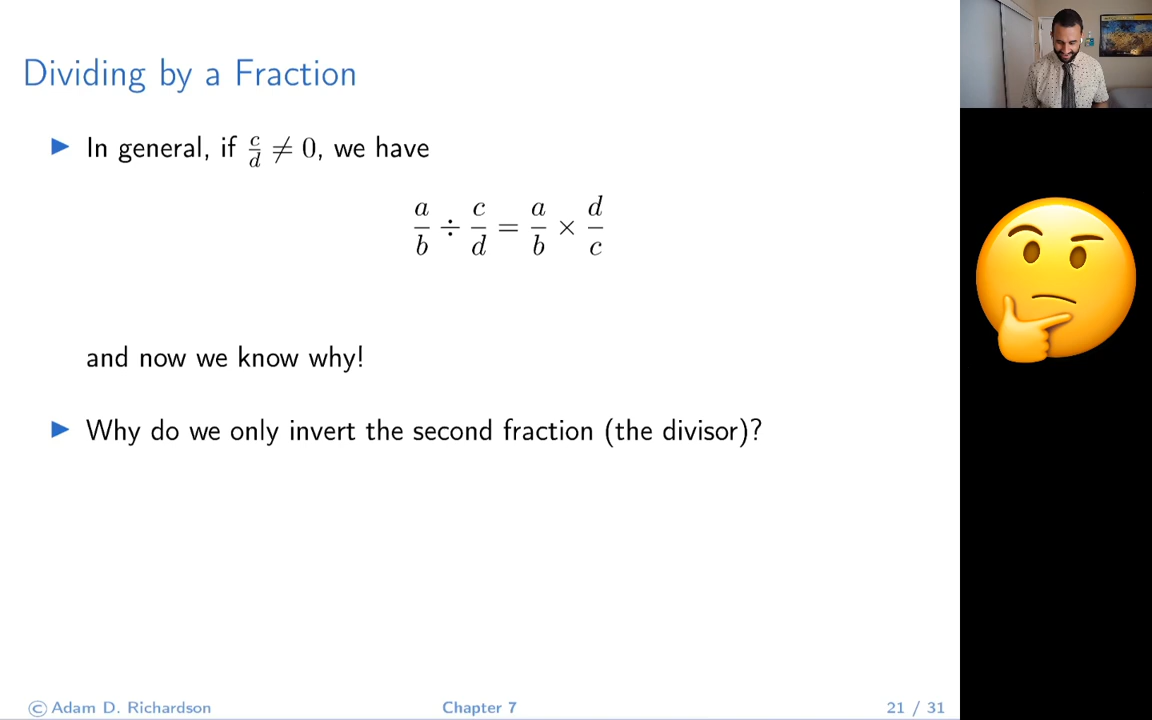 Dividing by a Fraction
▶ In general, if c/d ≠ 0, we have
a/b ÷ c/d = a/b × d/c
and now we know why!
▶ Why do we only invert the second fraction (the divisor)?
© Adam D. Richardson Chapter 7 21 / 31